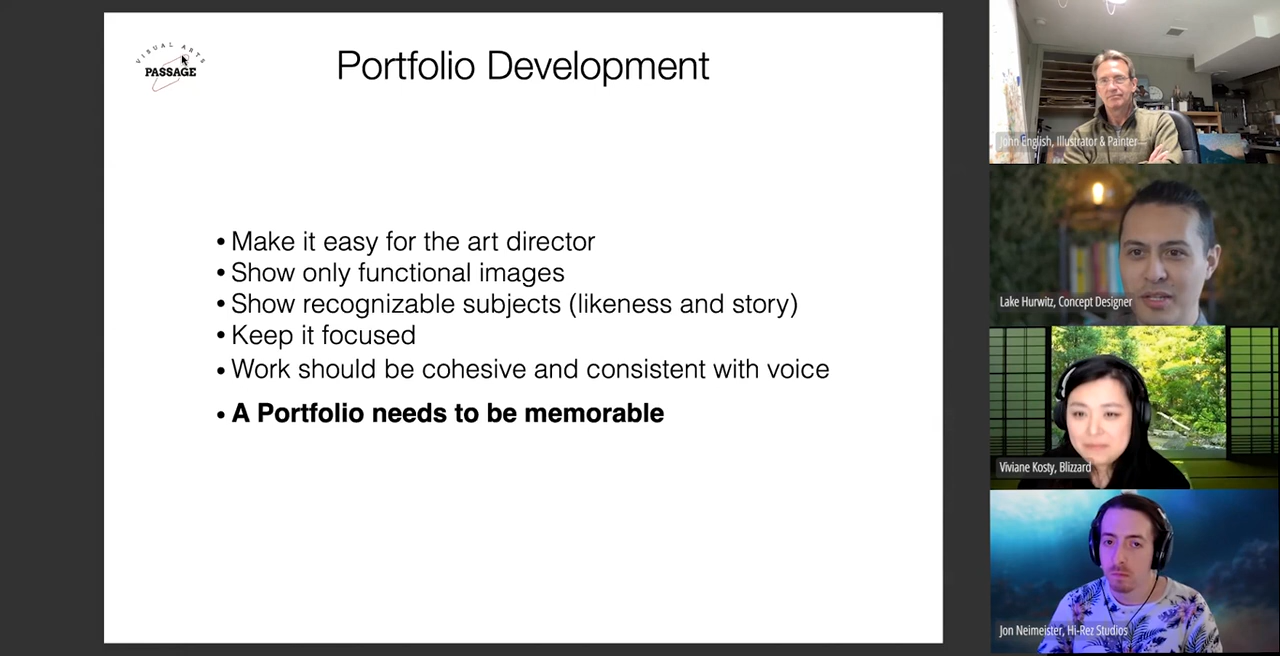 VISUAL ARTS
PASSAGE
Portfolio Development
• Make it easy for the art director
• Show only functional images
• Show recognizable subjects (likeness and story)
• Keep it focused
• Work should be cohesive and consistent with voice
• A Portfolio needs to be memorable
John English, Illustrator & Painter
Lake Hurwitz, Concept Designer
Viviane Kosty, Blizzard
Jon Neimeister, Hi-Rez Studios